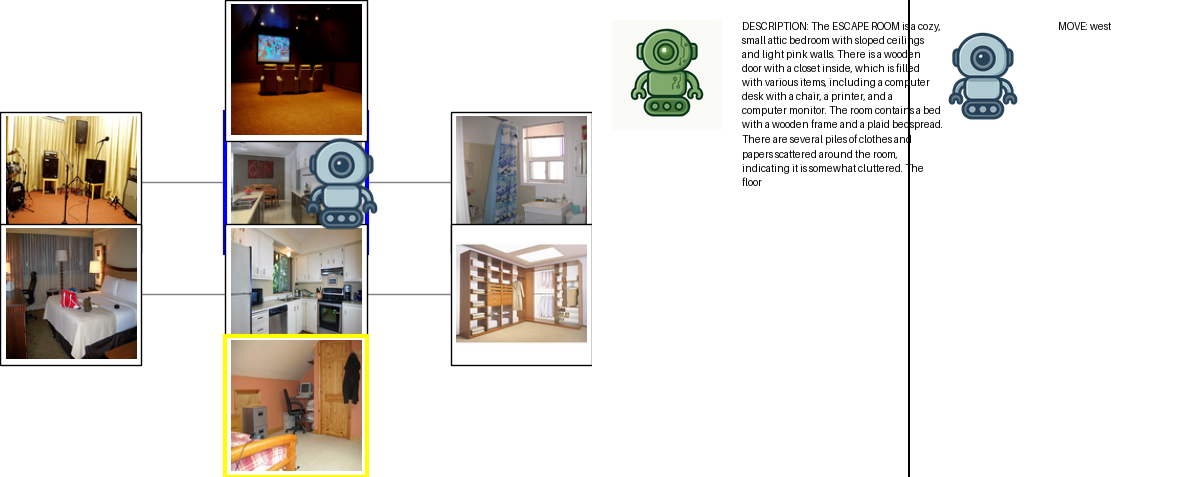 DESCRIPTION: The ESCAPE ROOM is a cozy,
small attic bedroom with sloped ceilings
and light pink walls. There is a wooden
door with a closet inside, which is filled
with various items, including a computer
desk with a chair, a printer, and a
computer monitor. The room contains a bed
with a wooden frame and a plaid bedspread.
There are several piles of clothes and
papers scattered around the room,
indicating it is somewhat cluttered. The
floor
MOVE: west